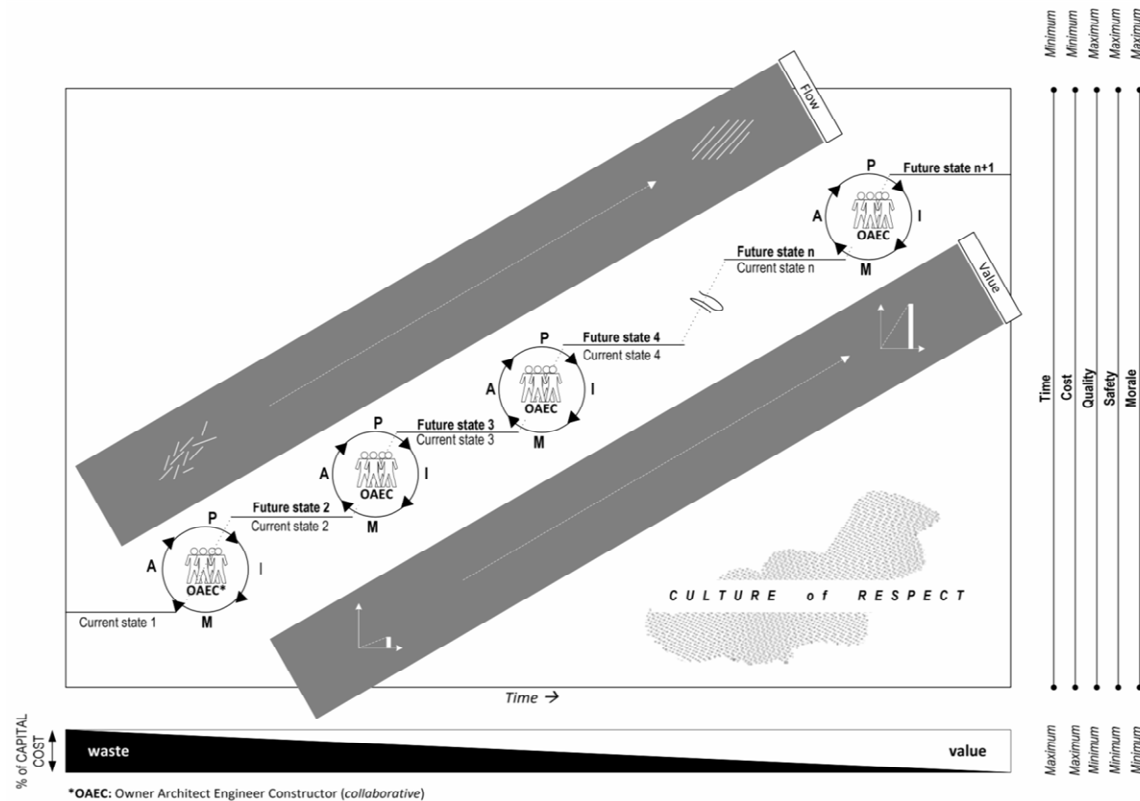 Minimum
Minimum
Maximum
Maximum
Maximum
Flow
P
Future state n+1
A
I
OAEC
M
Future state n
Current state n
Value
P
Future state 4
Current state 4
A
I
OAEC
M
Time
Cost
Quality
Safety
Morale
P
Future state 3
Current state 3
A
I
OAEC
M
P
Future state 2
Current state 2
A
I
OAEC*
M
Current state 1
CULTURE of RESPECT
Time →
% of CAPITAL
COST
waste
value
Maximum
Maximum
Minimum
Minimum
Minimum
*OAEC: Owner Architect Engineer Constructor (collaborative)